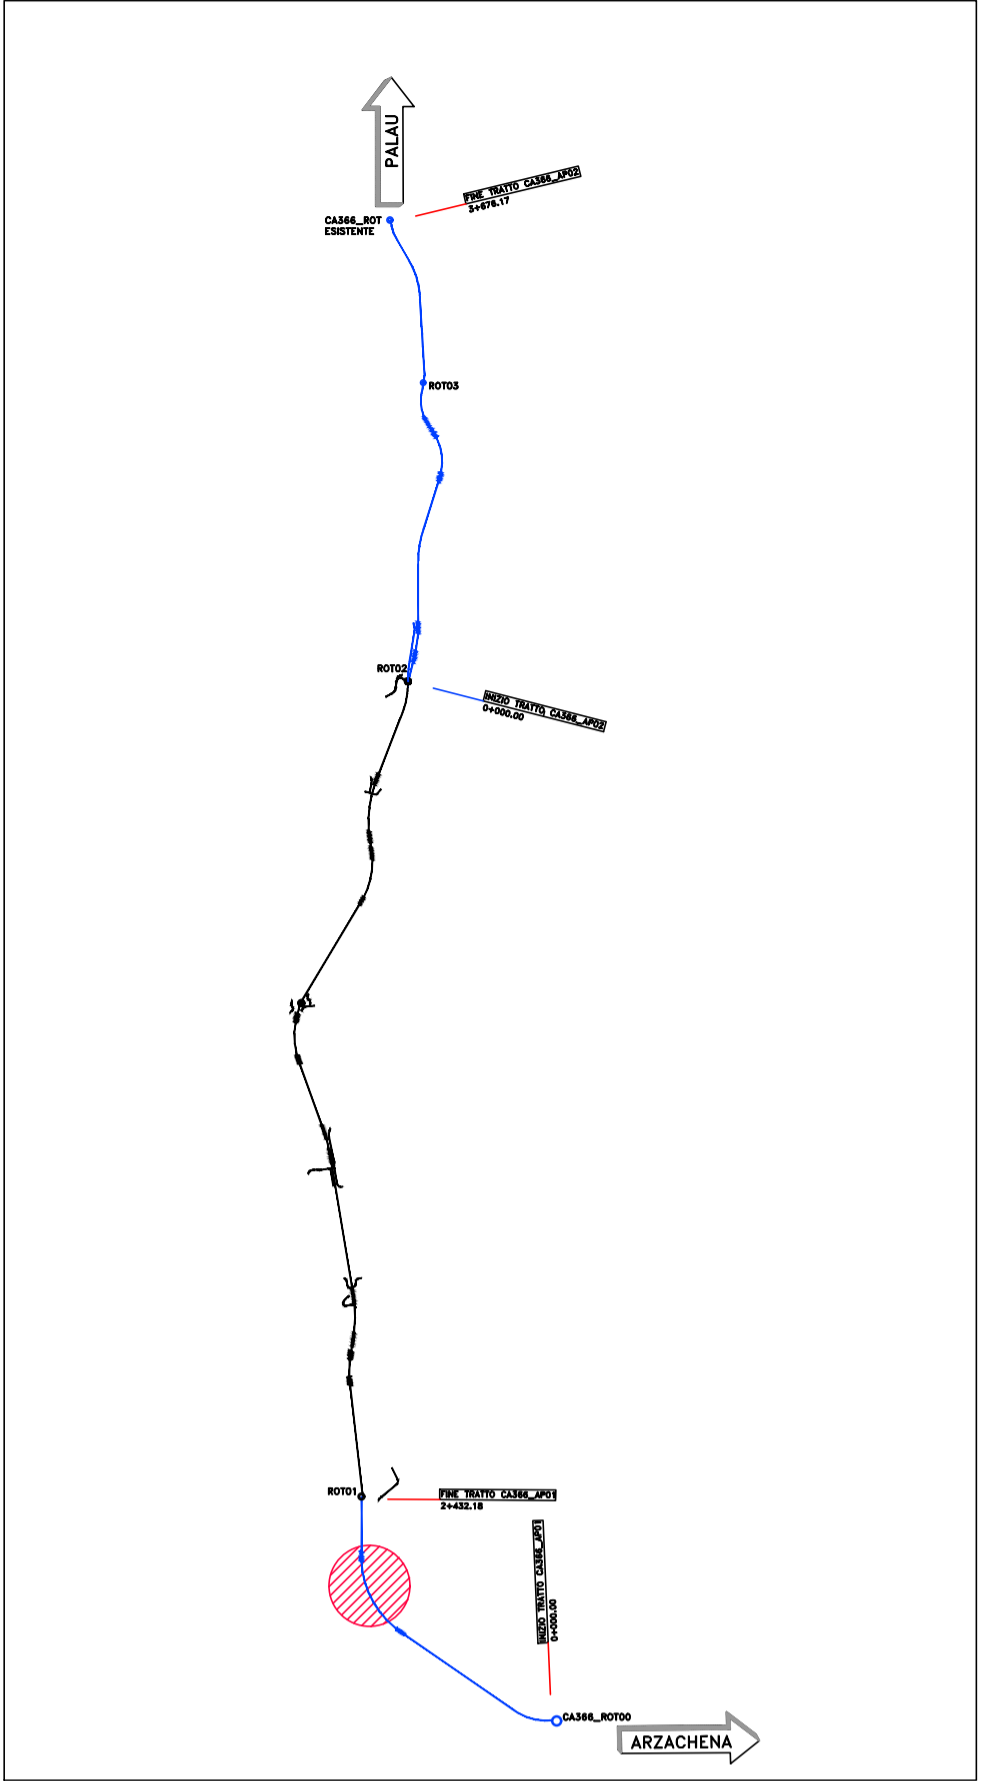 PALAU
FINE TRATTO CA366_AP02
3+676.17
CA366_ROT
ESISTENTE
ROT03
ROT02
INIZIO TRATTO CA366_AP02
0+000.00
ROT01
FINE TRATTO CA366_AP01
2+432.18
INIZIO TRATTO CA366_AP01
0+000.00
CA366_ROT00
ARZACHENA